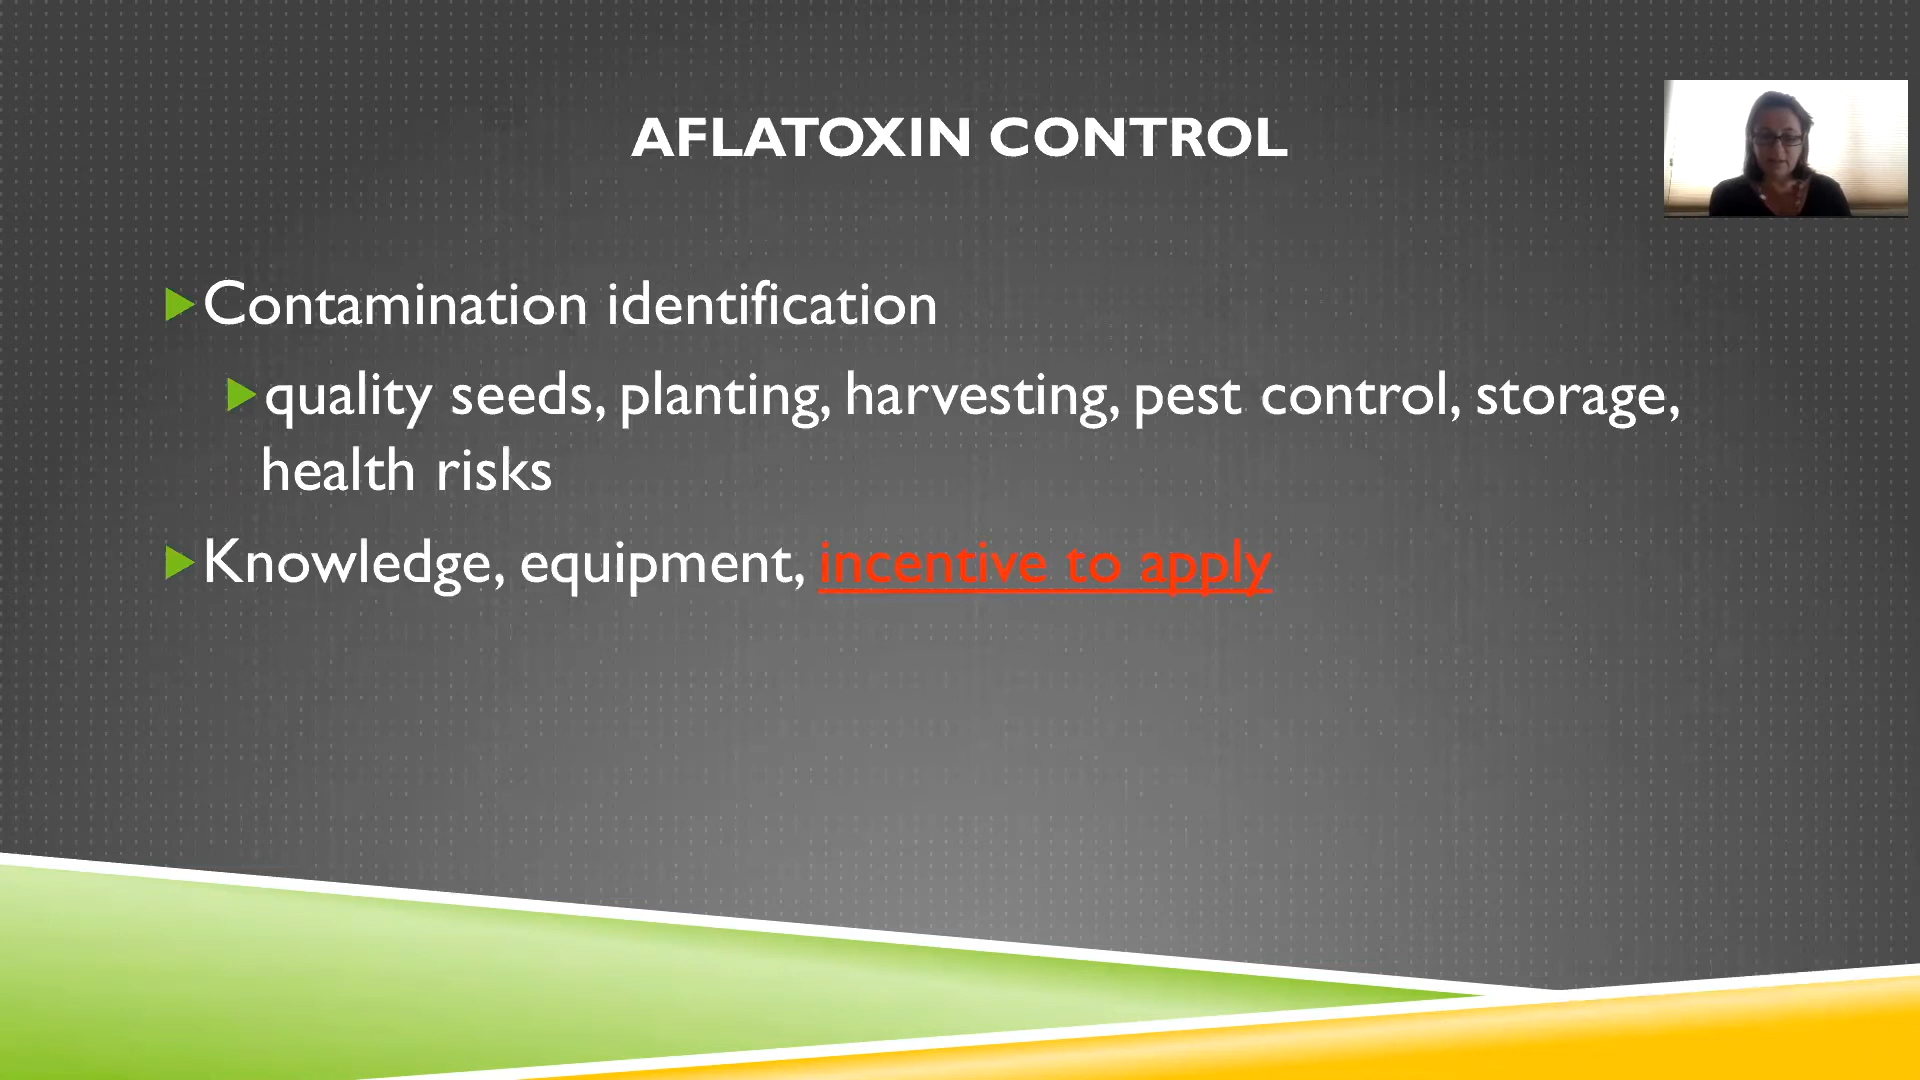 AFLATOXIN CONTROL
Contamination identification
quality seeds, planting, harvesting, pest control, storage,
health risks
Knowledge, equipment, incentive to apply